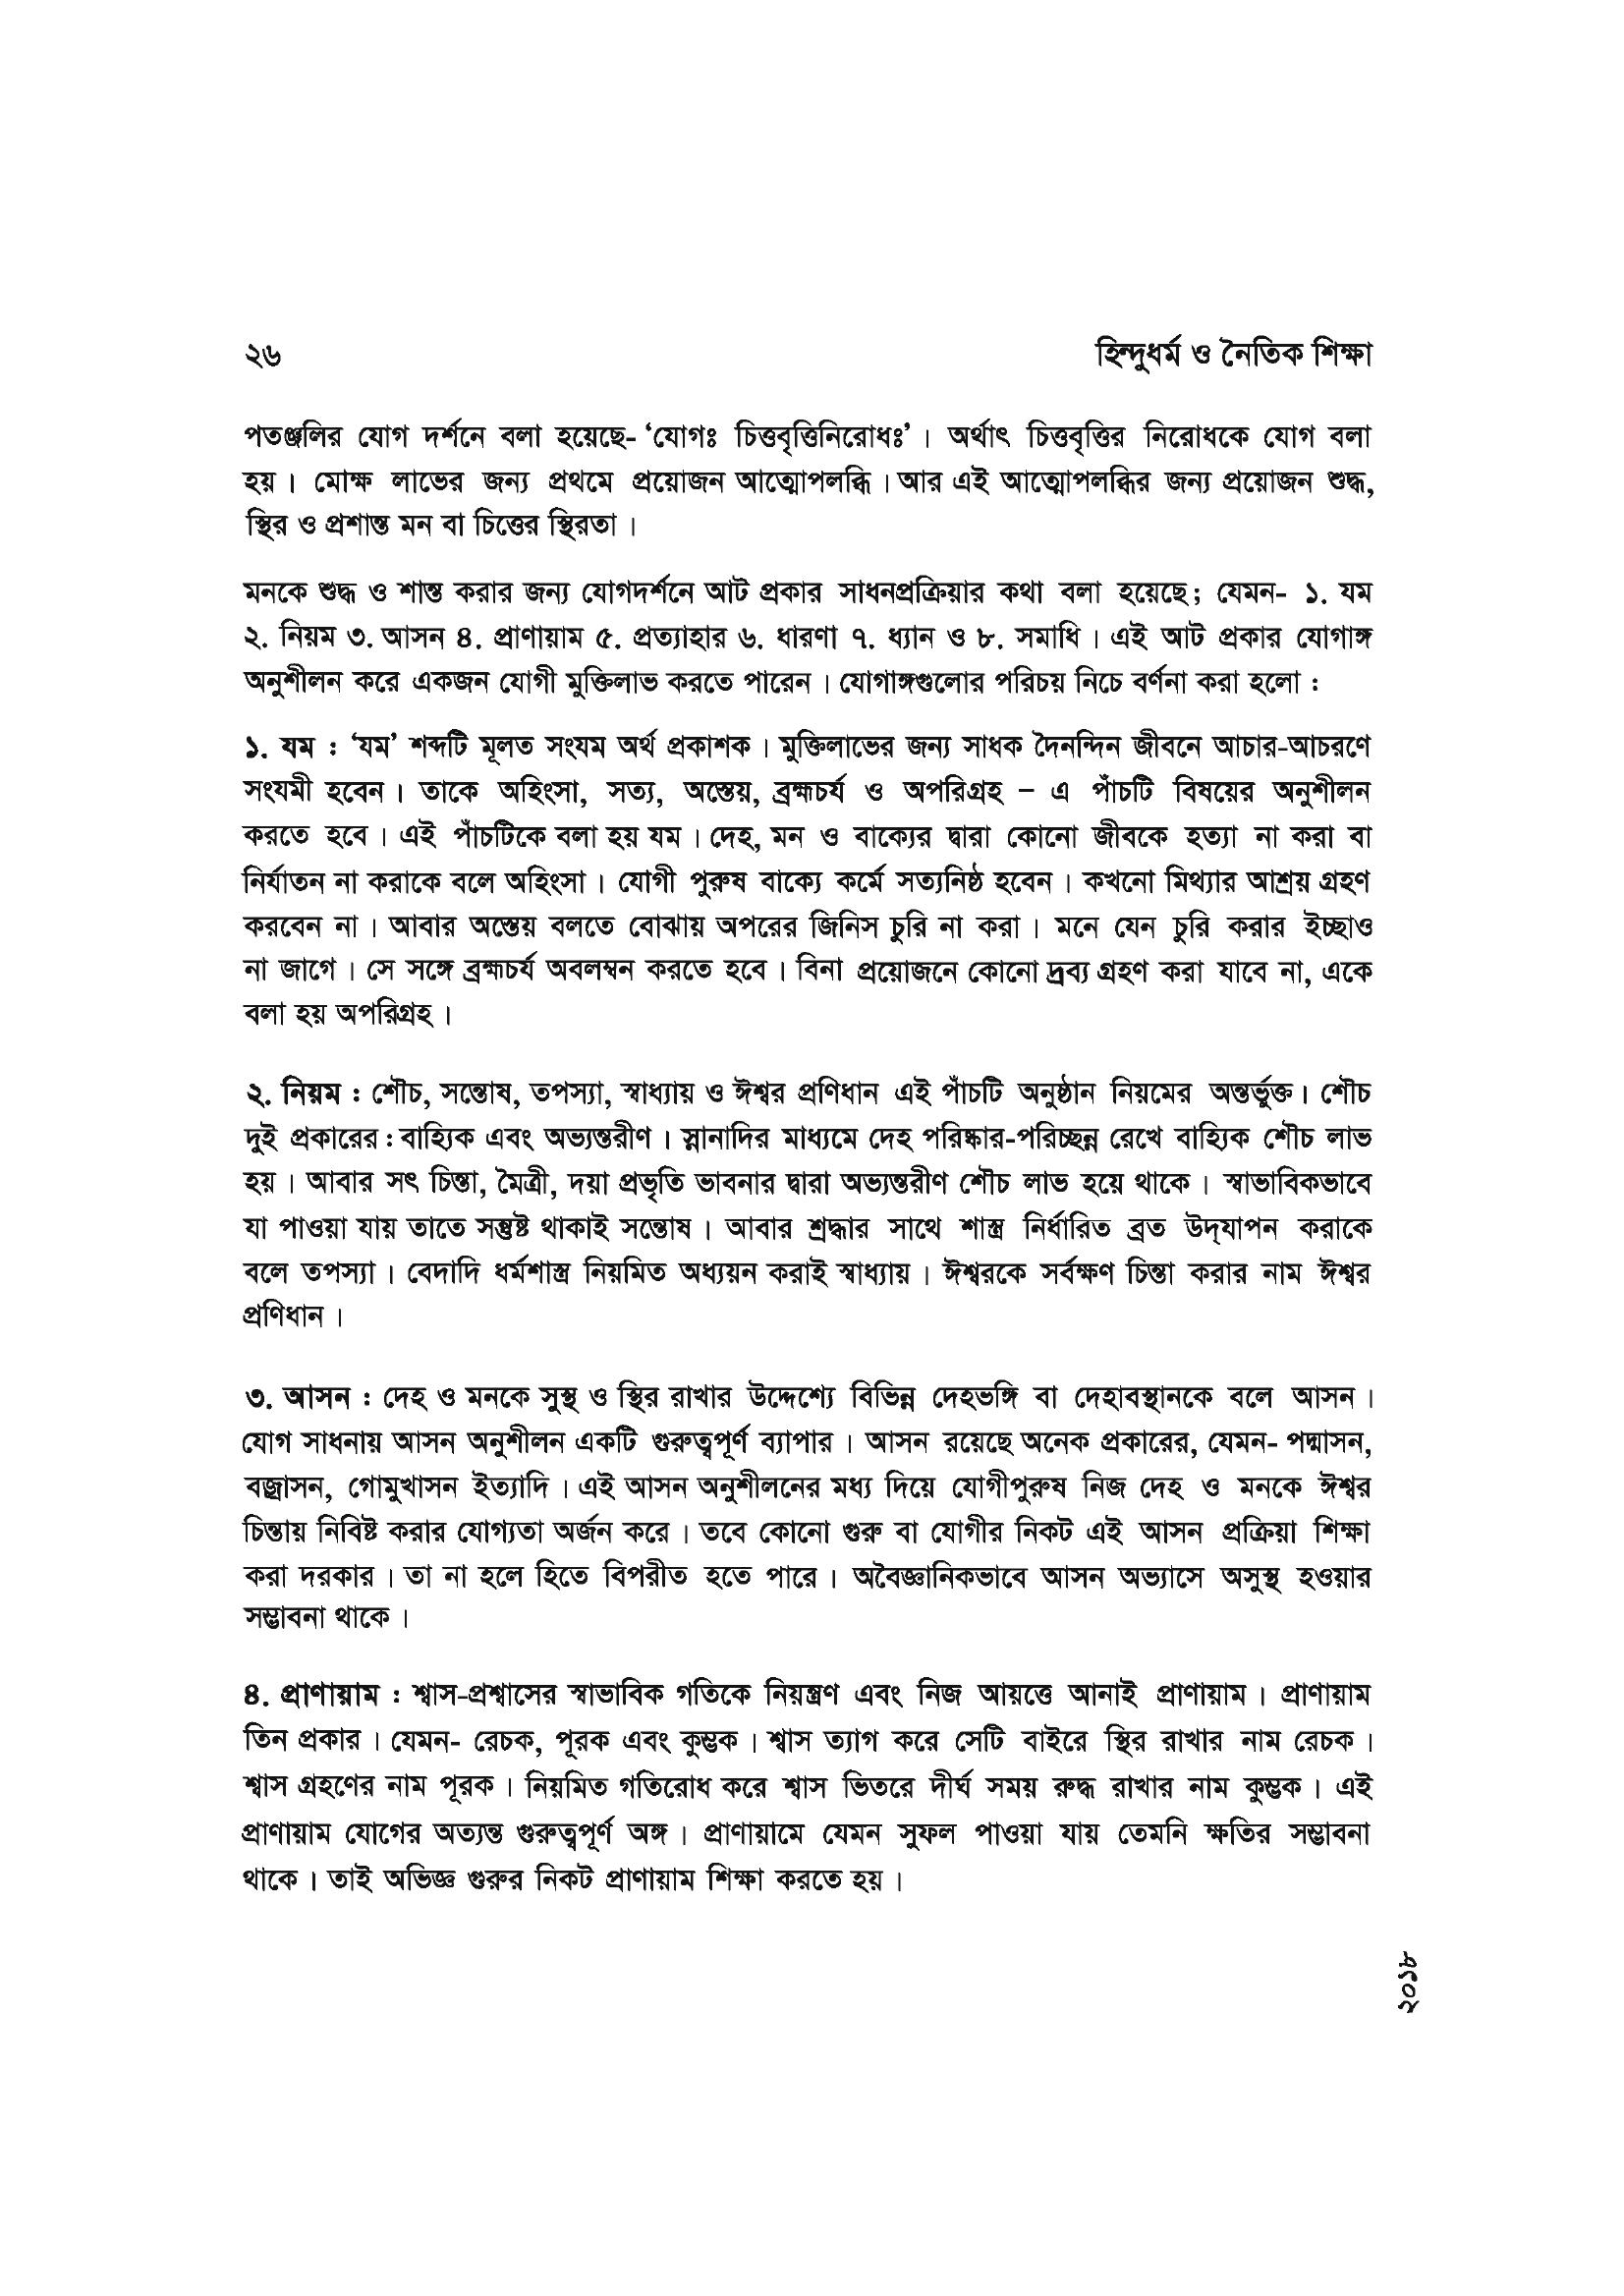 ২৬ হিন্দুধর্ম ও নৈতিক শিক্ষা
পতঞ্জলির যোগ দর্শনে বলা হয়েছে- ‘যোগঃ চিত্তবৃত্তিনিরোধঃ’। অর্থাৎ চিত্তবৃত্তির নিরোধকে যোগ বলা
হয়। মোক্ষ লাভের জন্য প্রথমে প্রয়োজন আত্মোপলব্ধি। আর এই আত্মোপলব্ধির জন্য প্রয়োজন শুদ্ধ,
স্থির ও প্রশান্ত মন বা চিত্তের স্থিরতা।
মনকে শুদ্ধ ও শান্ত করার জন্য যোগদর্শনে আট প্রকার সাধনপ্রক্রিয়ার কথা বলা হয়েছে; যেমন- ১. যম
২. নিয়ম ৩. আসন ৪. প্রাণায়াম ৫. প্রত্যাহার ৬. ধারণা ৭. ধ্যান ও ৮. সমাধি। এই আট প্রকার যোগাঙ্গ
অনুশীলন করে একজন যোগী মুক্তিলাভ করতে পারেন। যোগাঙ্গগুলোর পরিচয় নিচে বর্ণনা করা হলো :
১. যম : ‘যম’ শব্দটি মূলত সংযম অর্থ প্রকাশক। মুক্তিলাভের জন্য সাধক দৈনন্দিন জীবনে আচার-আচরণে
সংযমী হবেন। তাকে অহিংসা, সত্য, অস্তেয়, ব্রহ্মচর্য ও অপরিগ্রহ – এ পাঁচটি বিষয়ের অনুশীলন
করতে হবে। এই পাঁচটিকে বলা হয় যম। দেহ, মন ও বাক্যের দ্বারা কোনো জীবকে হত্যা না করা বা
নির্যাতন না করাকে বলে অহিংসা। যোগী পুরুষ বাক্যে কর্মে সত্যনিষ্ঠ হবেন। কখনো মিথ্যার আশ্রয় গ্রহণ
করবেন না। আবার অস্তেয় বলতে বোঝায় অপরের জিনিস চুরি না করা। মনে যেন চুরি করার ইচ্ছাও
না জাগে। সে সঙ্গে ব্রহ্মচর্য অবলম্বন করতে হবে। বিনা প্রয়োজনে কোনো দ্রব্য গ্রহণ করা যাবে না, একে
বলা হয় অপরিগ্রহ।
২. নিয়ম : শৌচ, সন্তোষ, তপস্যা, স্বাধ্যায় ও ঈশ্বর প্রণিধান এই পাঁচটি অনুষ্ঠান নিয়মের অন্তর্ভুক্ত। শৌচ
দুই প্রকারের : বাহ্যিক এবং অভ্যন্তরীণ। স্নানাদির মাধ্যমে দেহ পরিষ্কার-পরিচ্ছন্ন রেখে বাহ্যিক শৌচ লাভ
হয়। আবার সৎ চিন্তা, মৈত্রী, দয়া প্রভৃতি ভাবনার দ্বারা অভ্যন্তরীণ শৌচ লাভ হয়ে থাকে। স্বাভাবিকভাবে
যা পাওয়া যায় তাতে সন্তুষ্ট থাকাই সন্তোষ। আবার শ্রদ্ধার সাথে শাস্ত্র নির্ধারিত ব্রত উদ্‌যাপন করাকে
বলে তপস্যা। বেদাদি ধর্মশাস্ত্র নিয়মিত অধ্যয়ন করাই স্বাধ্যায়। ঈশ্বরকে সর্বক্ষণ চিন্তা করার নাম ঈশ্বর
প্রণিধান।
৩. আসন : দেহ ও মনকে সুস্থ ও স্থির রাখার উদ্দেশ্যে বিভিন্ন দেহভঙ্গি বা দেহাবস্থানকে বলে আসন।
যোগ সাধনায় আসন অনুশীলন একটি গুরুত্বপূর্ণ ব্যাপার। আসন রয়েছে অনেক প্রকারের, যেমন- পদ্মাসন,
বজ্রাসন, গোমুখাসন ইত্যাদি। এই আসন অনুশীলনের মধ্য দিয়ে যোগীপুরুষ নিজ দেহ ও মনকে ঈশ্বর
চিন্তায় নিবিষ্ট করার যোগ্যতা অর্জন করে। তবে কোনো গুরু বা যোগীর নিকট এই আসন প্রক্রিয়া শিক্ষা
করা দরকার। তা না হলে হিতে বিপরীত হতে পারে। অবৈজ্ঞানিকভাবে আসন অভ্যাসে অসুস্থ হওয়ার
সম্ভাবনা থাকে।
৪. প্রাণায়াম : শ্বাস-প্রশ্বাসের স্বাভাবিক গতিকে নিয়ন্ত্রণ এবং নিজ আয়ত্তে আনাই প্রাণায়াম। প্রাণায়াম
তিন প্রকার। যেমন- রেচক, পূরক এবং কুম্ভক। শ্বাস ত্যাগ করে সেটি বাইরে স্থির রাখার নাম রেচক।
শ্বাস গ্রহণের নাম পূরক। নিয়মিত গতিরোধ করে শ্বাস ভিতরে দীর্ঘ সময় রুদ্ধ রাখার নাম কুম্ভক। এই
প্রাণায়াম যোগের অত্যন্ত গুরুত্বপূর্ণ অঙ্গ। প্রাণায়ামে যেমন সুফল পাওয়া যায় তেমনি ক্ষতির সম্ভাবনা
থাকে। তাই অভিজ্ঞ গুরুর নিকট প্রাণায়াম শিক্ষা করতে হয়।
২০১৮